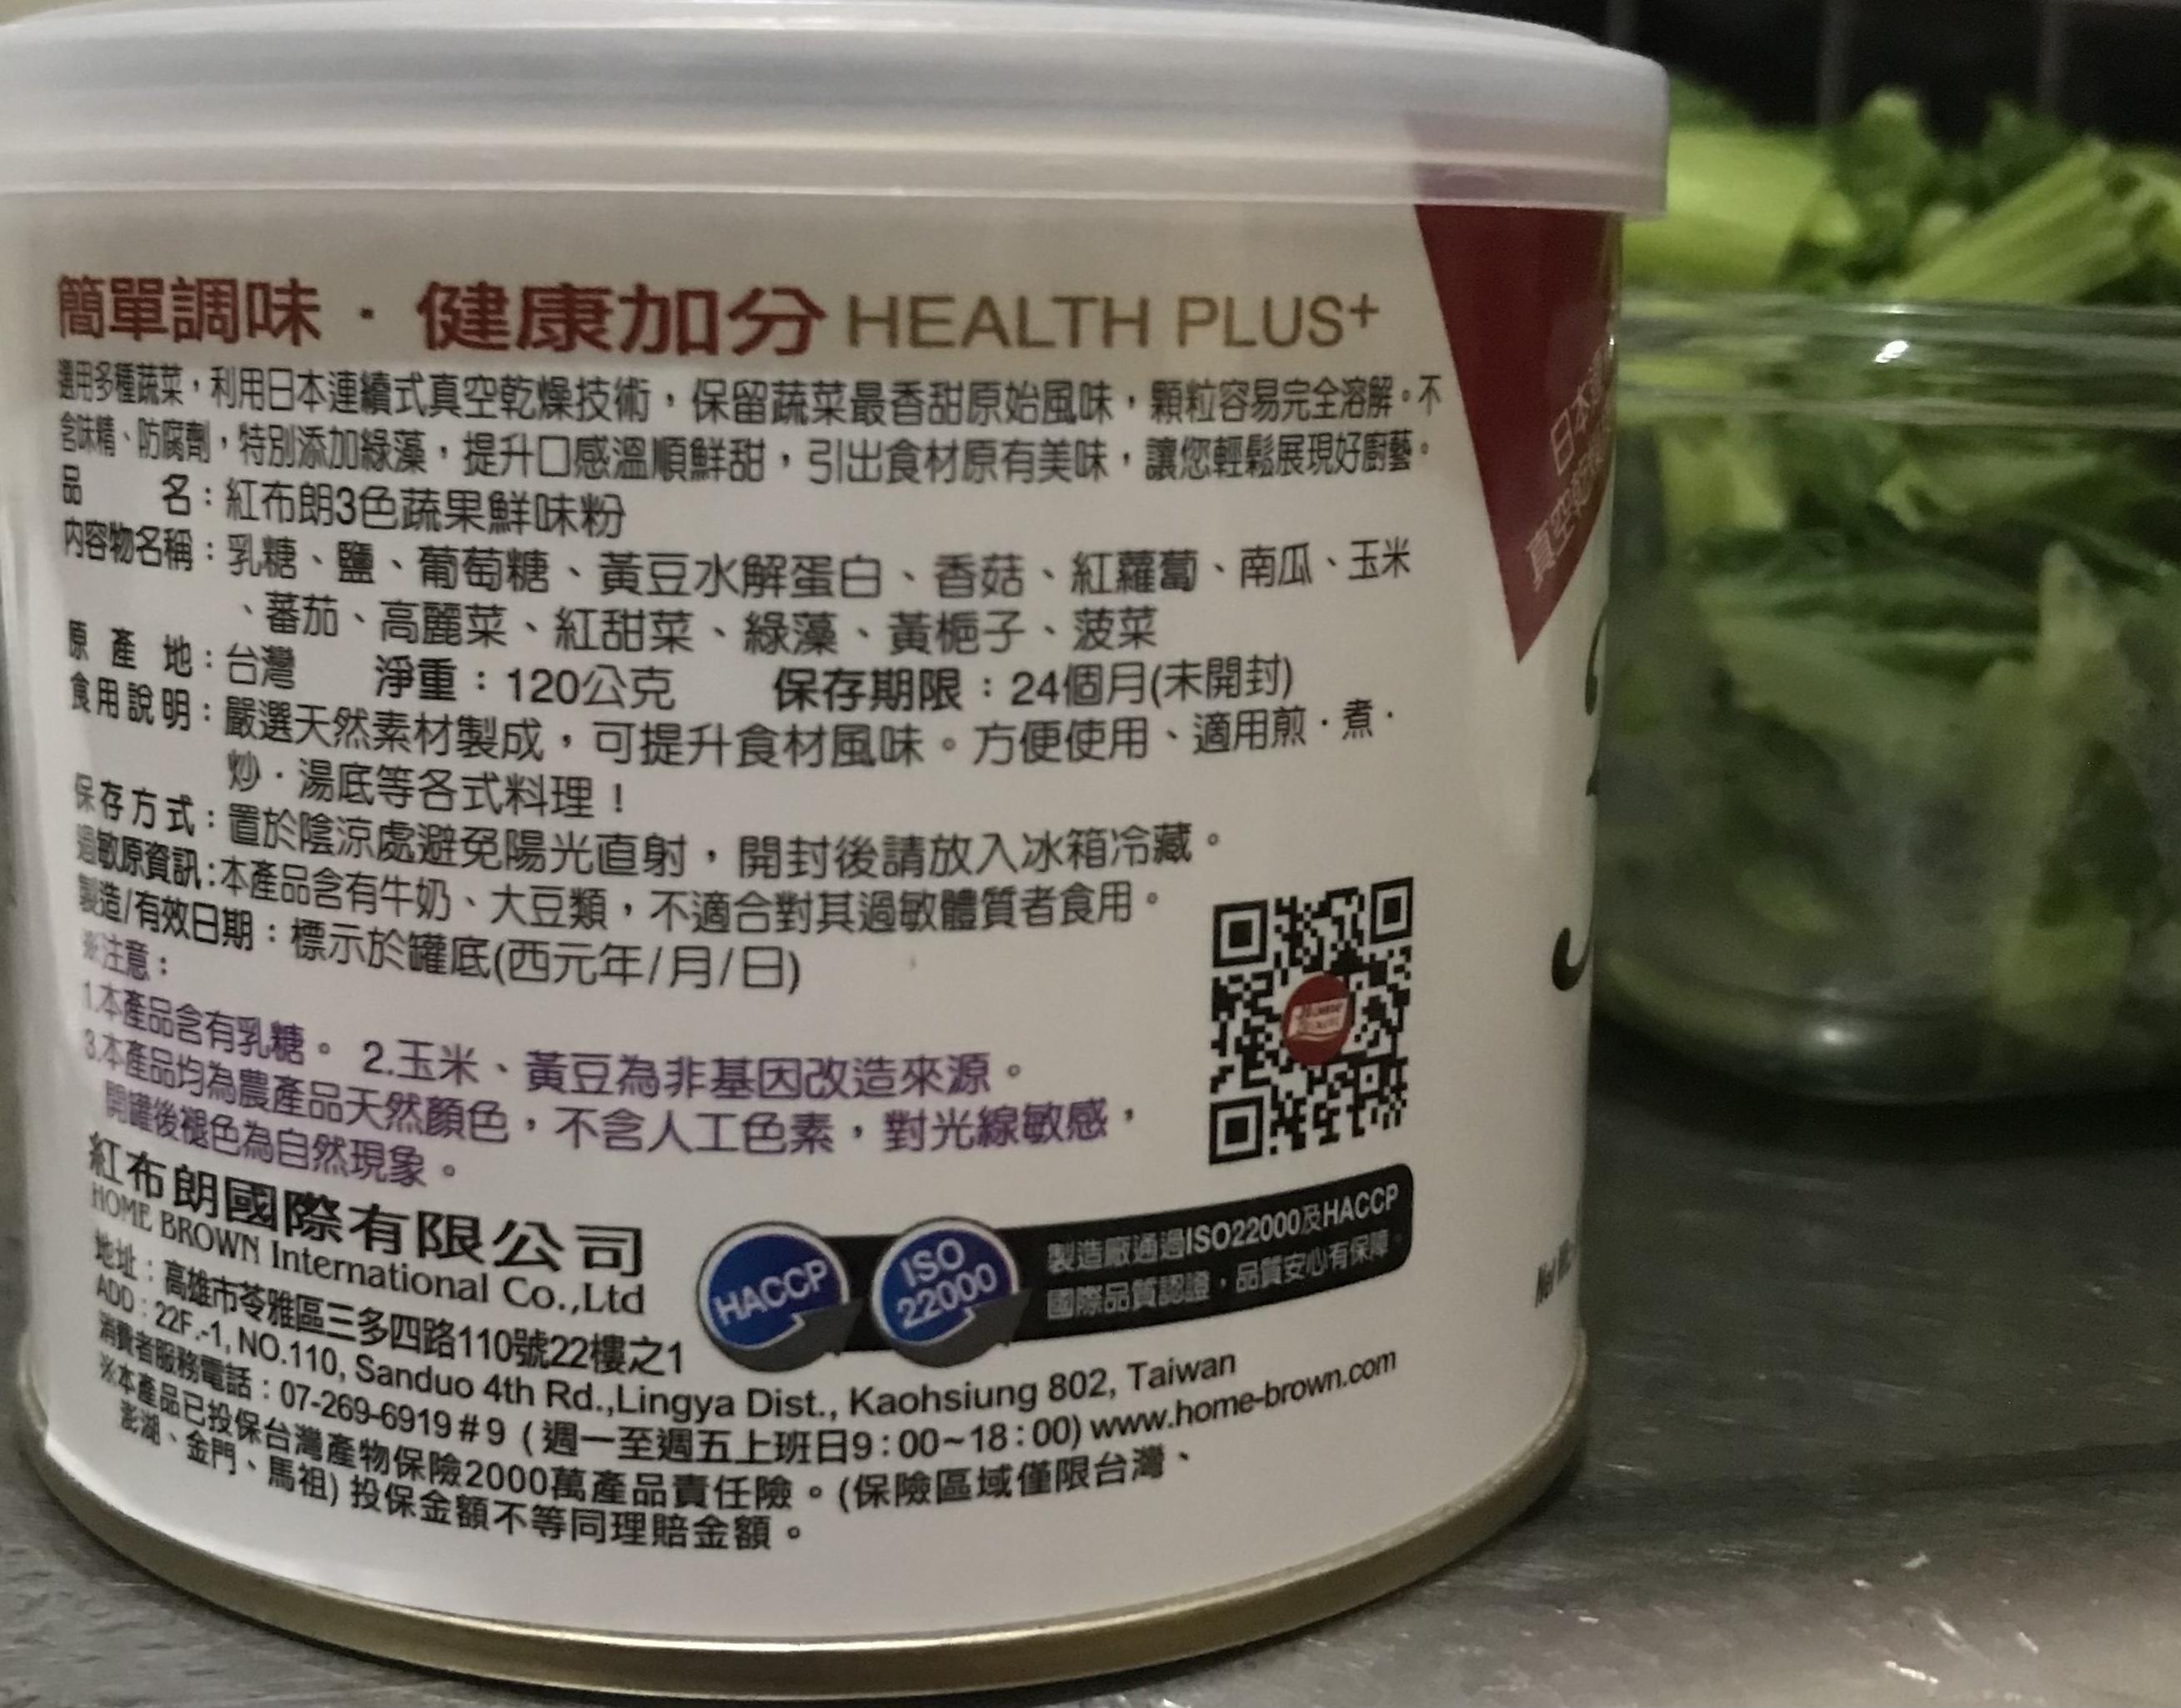 簡單調味·健康加分 HEALTH PLUS+
選用多種蔬菜，利用日本連續式真空乾燥技術，保留蔬菜最香甜原始風味，顆粒容易完全溶解。不
含味精、防腐劑，特別添加綠藻，提升口感溫順鮮甜，引出食材原有美味，讓您輕鬆展現好廚藝。
品 名：紅布朗3色蔬果鮮味粉
內容物名稱：乳糖、鹽、葡萄糖、黃豆水解蛋白、香菇、紅蘿蔔、南瓜、玉米
、蕃茄、高麗菜、紅甜菜、綠藻、黃梔子、菠菜
原 產 地：台灣 淨重：120公克 保存期限：24個月(未開封)
食用說明：嚴選天然素材製成，可提升食材風味。方便使用、適用煎·煮·
炒·湯底等各式料理！
保存方式：置於陰涼處避免陽光直射，開封後請放入冰箱冷藏。
過敏原資訊：本產品含有牛奶、大豆類，不適合對其過敏體質者食用。
製造/有效日期：標示於罐底(西元年/月/日)
※注意：
1.本產品含有乳糖。 2.玉米、黃豆為非基因改造來源。
3.本產品均為農產品天然顏色，不含人工色素，對光線敏感，
開罐後褪色為自然現象。
紅布朗國際有限公司
HOME BROWN International Co.,Ltd
HACCP
ISO 22000
製造廠通過ISO22000及HACCP
國際品質認證，品質安心有保障。
地址：高雄市苓雅區三多四路110號22樓之1
ADD：22F.-1, NO.110, Sanduo 4th Rd.,Lingya Dist., Kaohsiung 802, Taiwan
消費者服務電話：07-269-6919＃9 (週一至週五上班日9：00~18：00) www.home-brown.com
※本產品已投保台灣產物保險2000萬產品責任險。(保險區域僅限台灣、
澎湖、金門、馬祖) 投保金額不等同理賠金額。
日本
真空乾